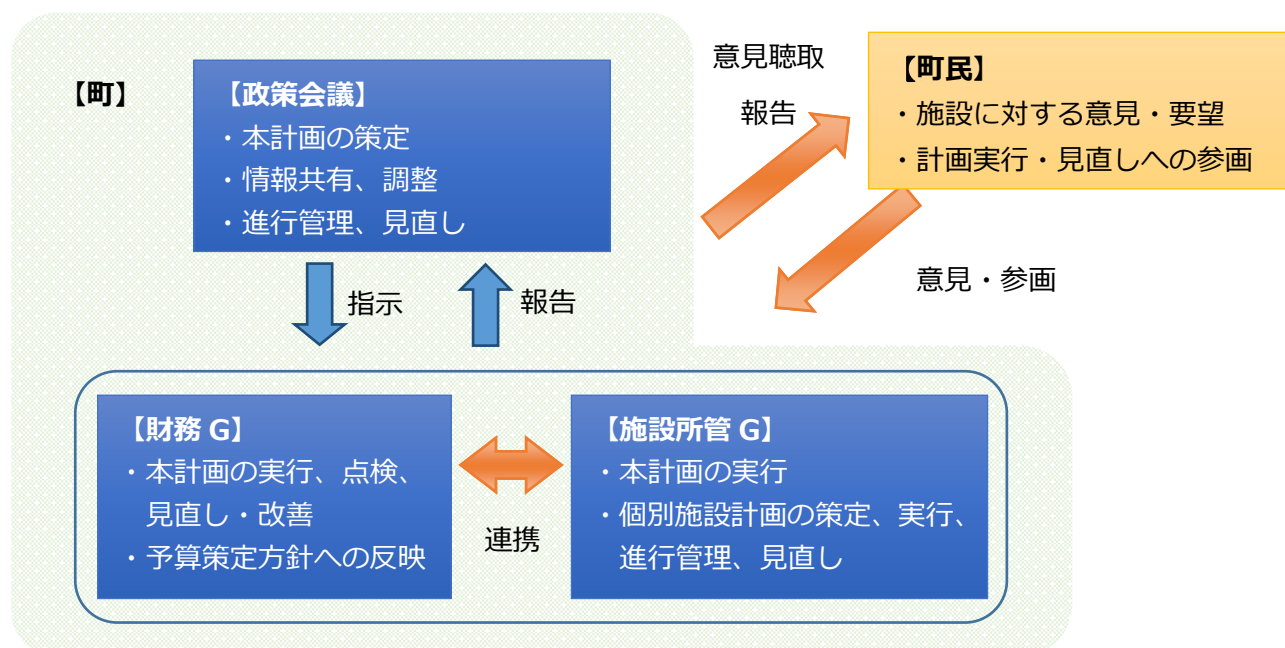 【町】
【政策会議】
・本計画の策定
・情報共有、調整
・進行管理、見直し
意見聴取
報告
【町民】
・施設に対する意見・要望
・計画実行・見直しへの参画
意見・参画
指示
報告
【財務 G】
・本計画の実行、点検、
見直し・改善
・予算策定方針への反映
連携
【施設所管 G】
・本計画の実行
・個別施設計画の策定、実行、
進行管理、見直し